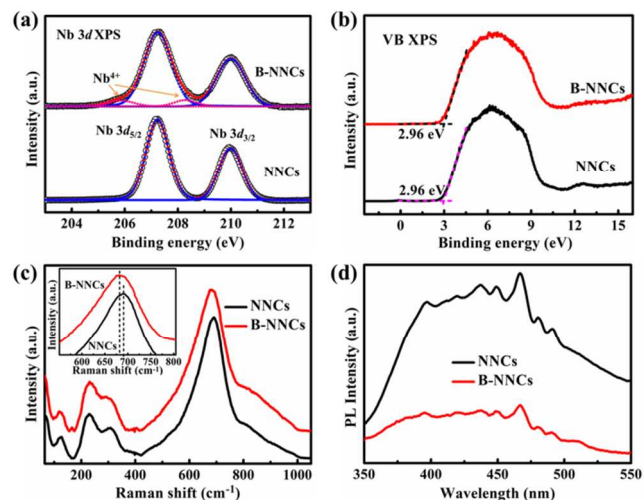 (a)
Nb 3d XPS
Nb4+
B-NNCs
Nb 3d5/2
Nb 3d3/2
NNCs
Intensity (a.u.)
204 206 208 210 212
Binding energy (eV)
(b)
VB XPS
B-NNCs
2.96 eV
2.96 eV
NNCs
Intensity (a.u.)
0 3 6 9 12 15
Binding energy (eV)
(c)
B-NNCs
NNCs
Intensity (a.u.)
600 680 760 800
Raman shift (cm-1)
NNCs
B-NNCs
Intensity (a.u.)
200 400 600 800 1000
Raman shift (cm-1)
(d)
NNCs
B-NNCs
PL Intensity (a.u.)
350 400 450 500 550
Wavelength (nm)